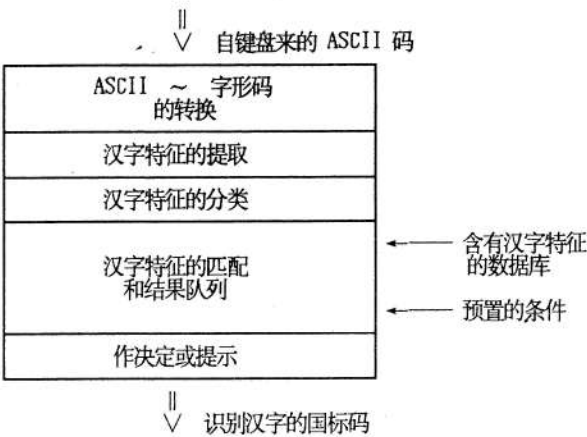 自键盘来的 ASCII 码
ASCII ～ 字形码
的转换
汉字特征的提取
汉字特征的分类
汉字特征的匹配
和结果队列
含有汉字特征
的数据库
预置的条件
作决定或提示
识别汉字的国标码